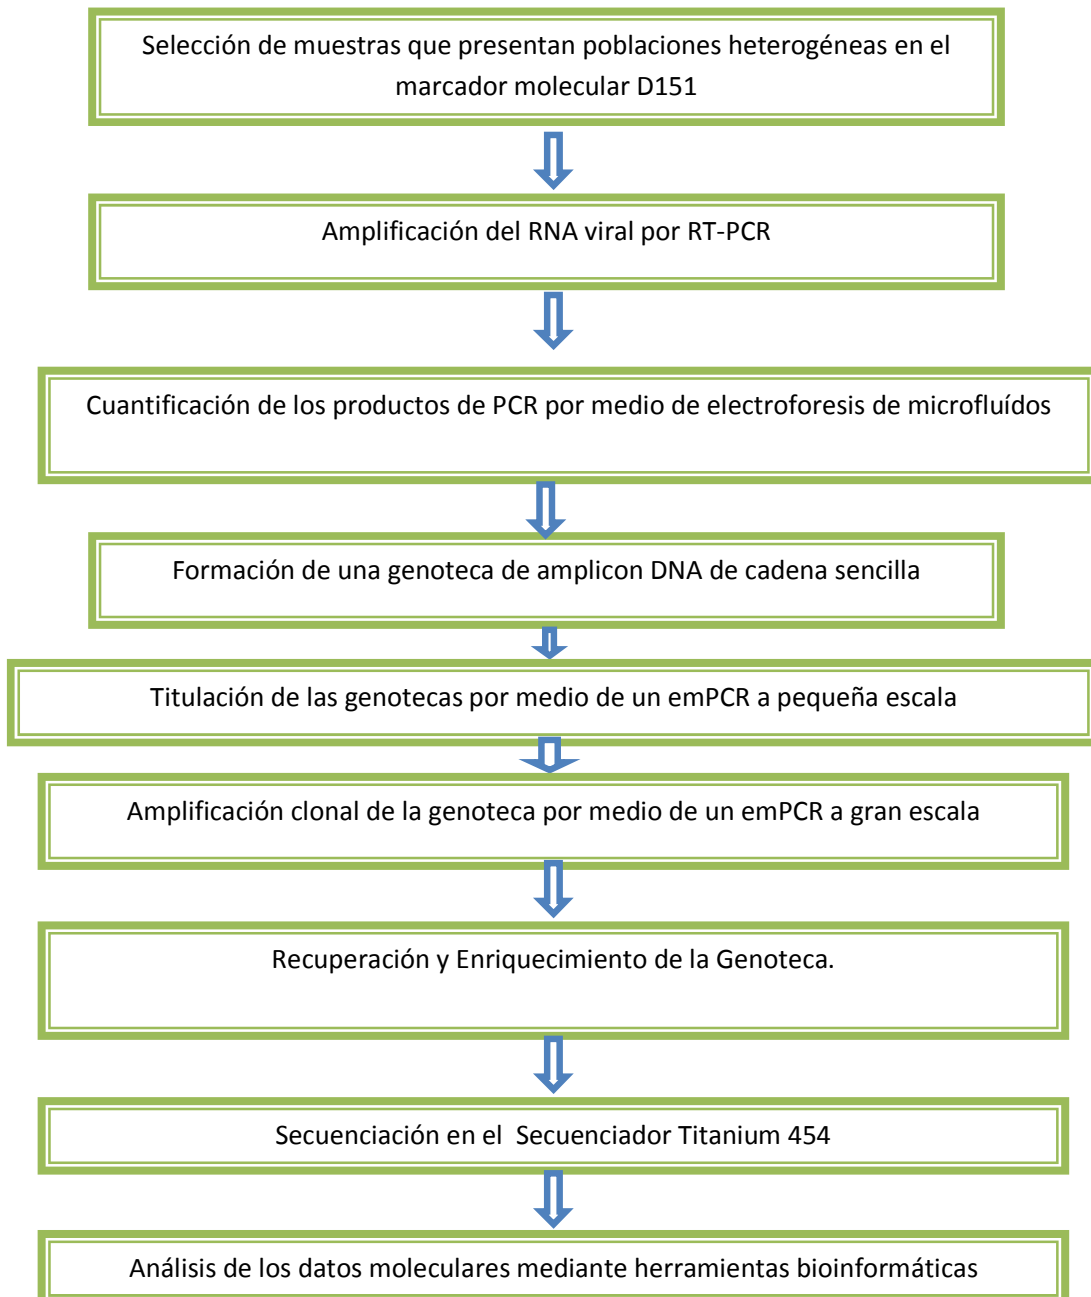 Selección de muestras que presentan poblaciones heterogéneas en el
marcador molecular D151
Amplificación del RNA viral por RT-PCR
Cuantificación de los productos de PCR por medio de electroforesis de microfluídos
Formación de una genoteca de amplicon DNA de cadena sencilla
Titulación de las genotecas por medio de un emPCR a pequeña escala
Amplificación clonal de la genoteca por medio de un emPCR a gran escala
Recuperación y Enriquecimiento de la Genoteca.
Secuenciación en el  Secuenciador Titanium 454
Análisis de los datos moleculares mediante herramientas bioinformáticas